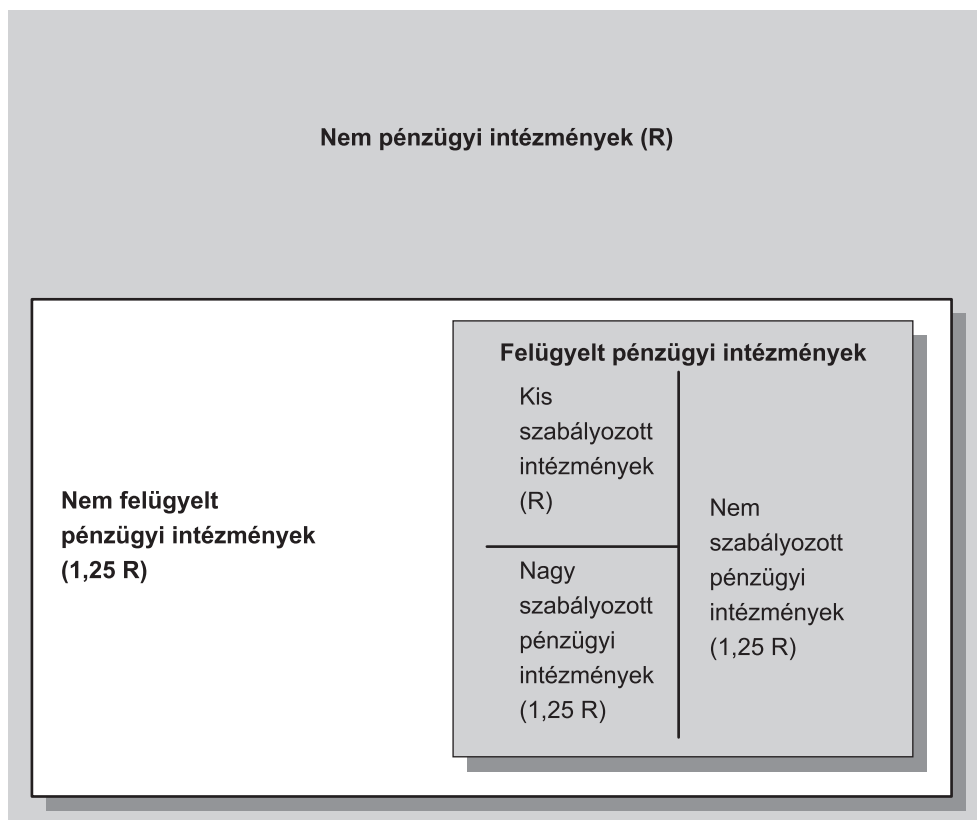 Nem pénzügyi intézmények (R)
Felügyelt pénzügyi intézmények
Kis
szabályozott
intézmények
(R)
Nagy
szabályozott
pénzügyi
intézmények
(1,25 R)
Nem
szabályozott
pénzügyi
intézmények
(1,25 R)
Nem felügyelt
pénzügyi intézmények
(1,25 R)